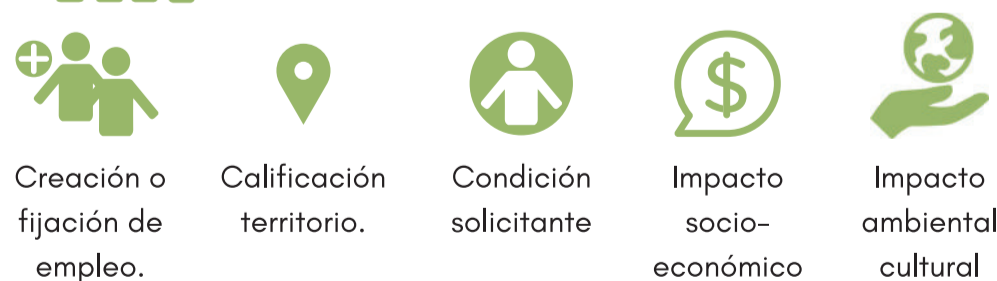 Creación o
fijación de
empleo.
Calificación
territorio.
Condición
solicitante
Impacto
socio-
económico
Impacto
ambiental
cultural